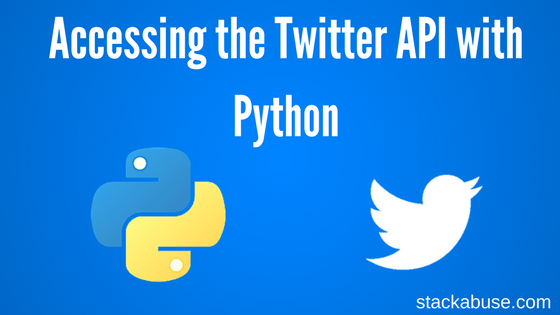 Accessing the Twitter API with
Python
stackabuse.com